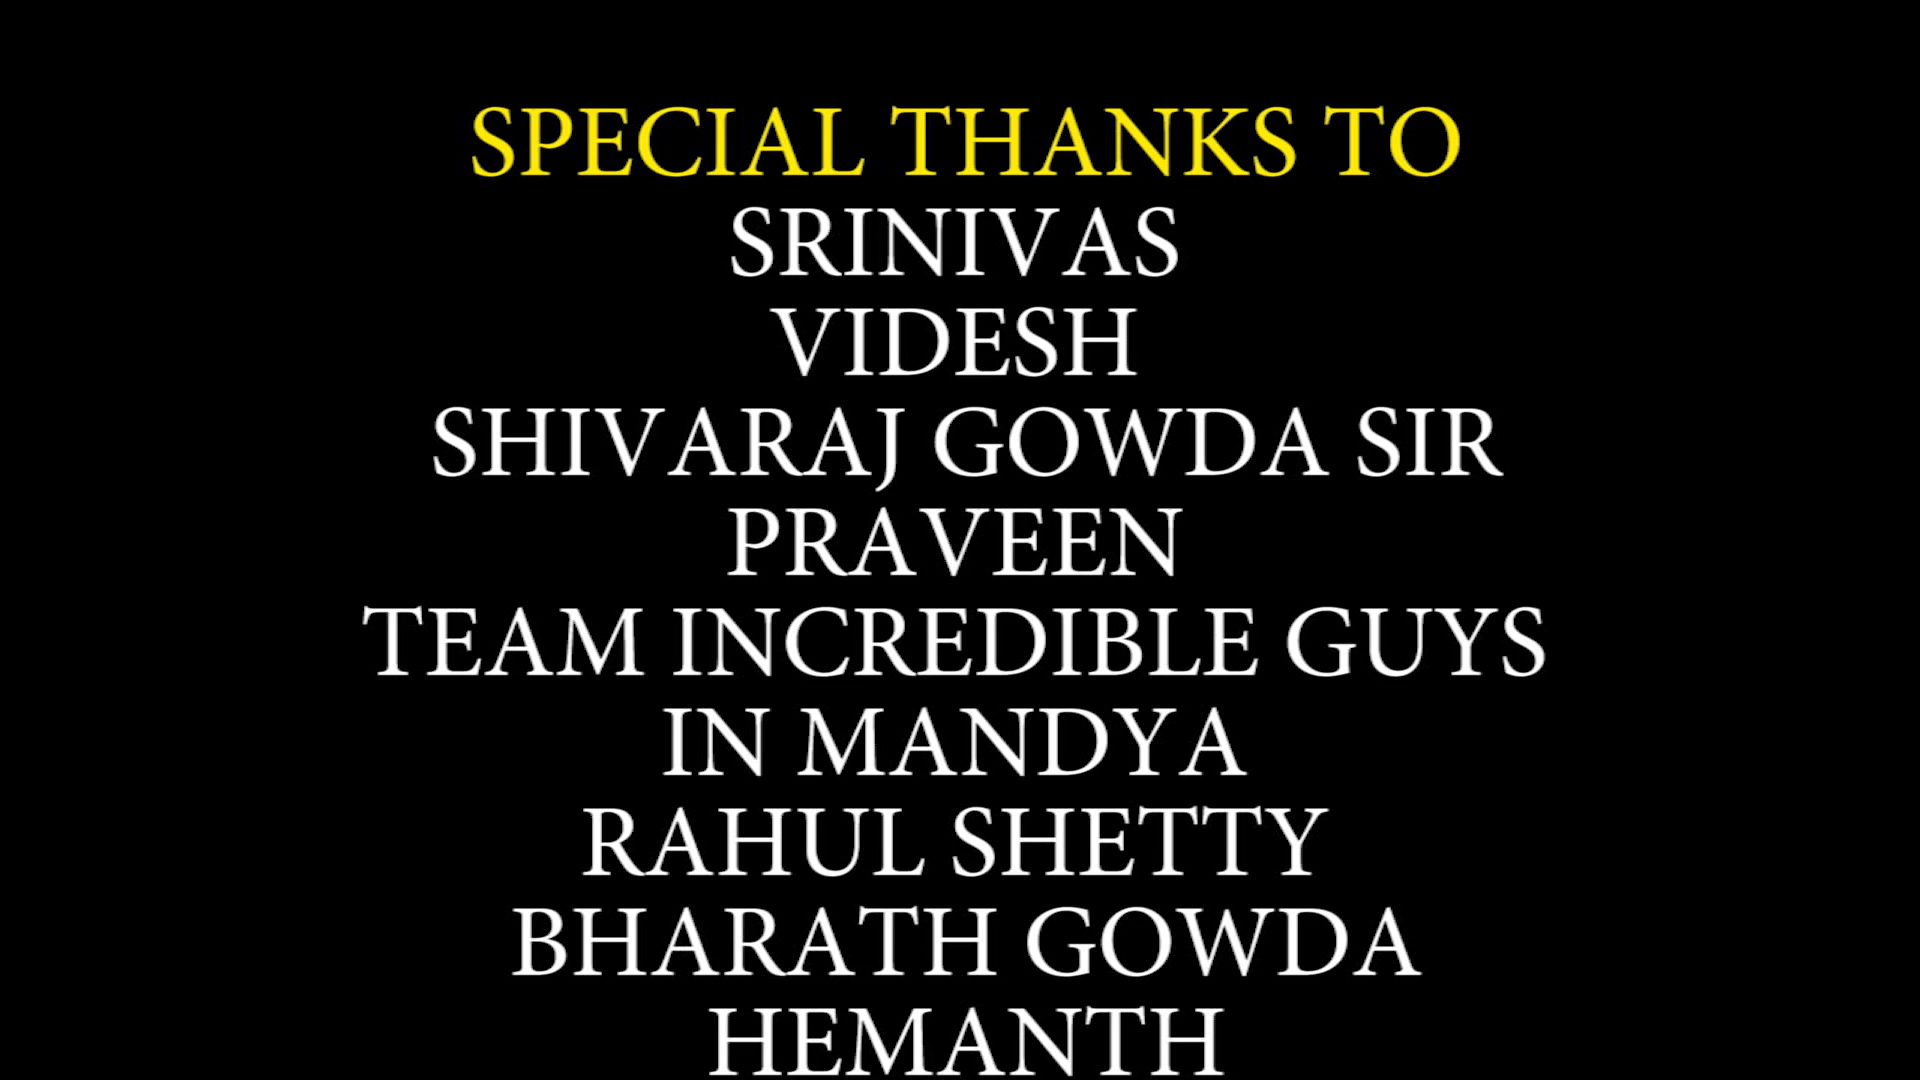 SPECIAL THANKS TO
SRINIVAS
VIDESH
SHIVARAJ GOWDA SIR
PRAVEEN
TEAM INCREDIBLE GUYS
IN MANDYA
RAHUL SHETTY
BHARATH GOWDA
HEMANTH